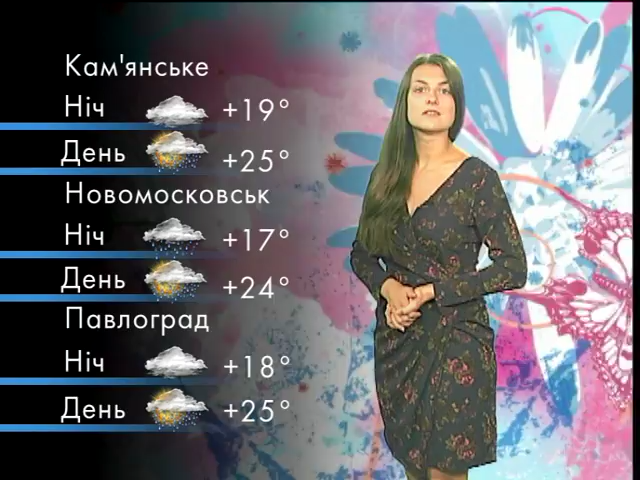 Кам'янське
Ніч +19°
День +25°
Новомосковськ
Ніч +17°
День +24°
Павлоград
Ніч +18°
День +25°